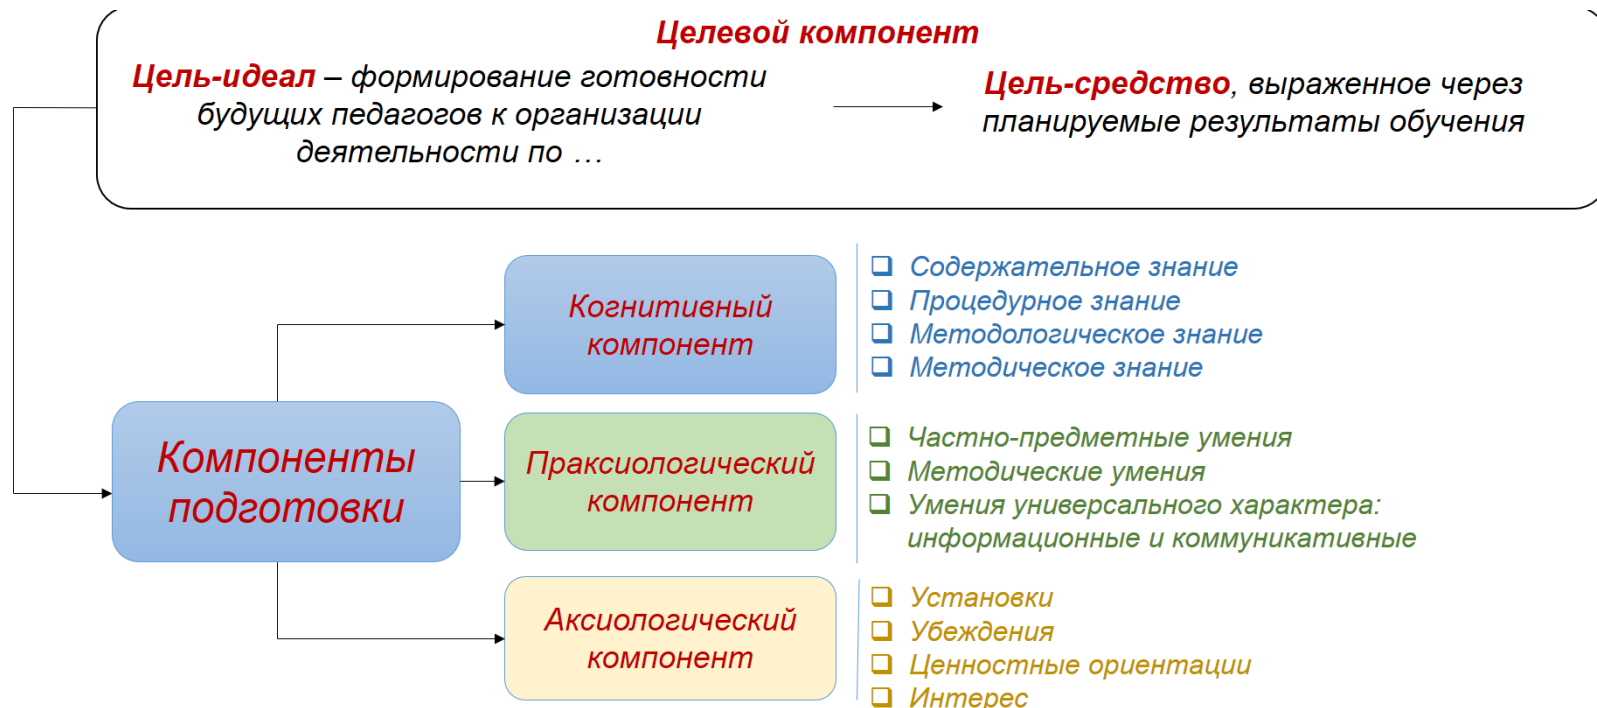 Целевой компонент
Цель-идеал – формирование готовности
будущих педагогов к организации
деятельности по …
Цель-средство, выраженное через
планируемые результаты обучения
Компоненты
подготовки
Когнитивный
компонент
Содержательное знание
Процедурное знание
Методологическое знание
Методическое знание
Праксиологический
компонент
Частно-предметные умения
Методические умения
Умения универсального характера:
информационные и коммуникативные
Аксиологический
компонент
Установки
Убеждения
Ценностные ориентации
Интерес